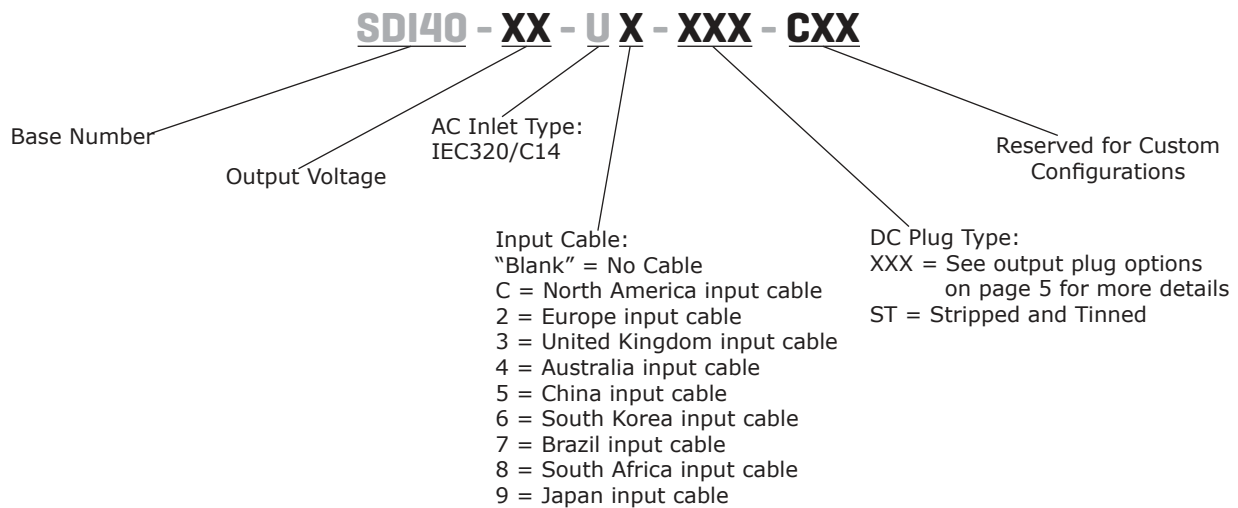 SDI40 - XX - U X - XXX - CXX
Base Number
Output Voltage
AC Inlet Type:
IEC320/C14
Input Cable:
“Blank” = No Cable
C = North America input cable
2 = Europe input cable
3 = United Kingdom input cable
4 = Australia input cable
5 = China input cable
6 = South Korea input cable
7 = Brazil input cable
8 = South Africa input cable
9 = Japan input cable
DC Plug Type:
XXX = See output plug options
on page 5 for more details
ST = Stripped and Tinned
Reserved for Custom
Configurations